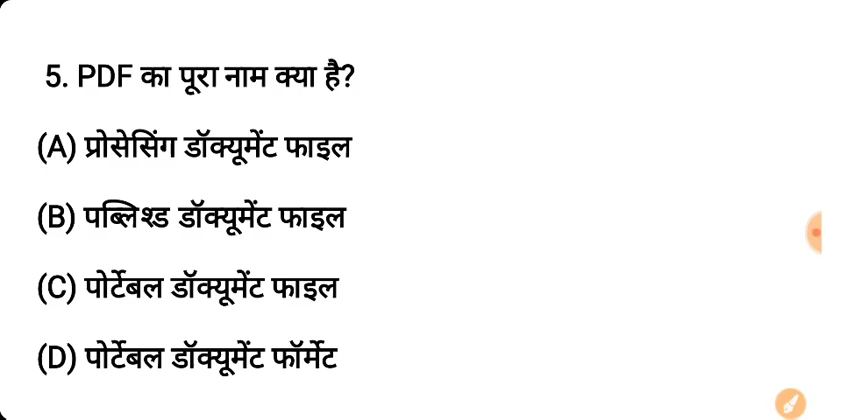 5. PDF का पूरा नाम क्या है?
(A) प्रोसेसिंग डॉक्यूमेंट फाइल
(B) पब्लिश्ड डॉक्यूमेंट फाइल
(C) पोर्टेबल डॉक्यूमेंट फाइल
(D) पोर्टेबल डॉक्यूमेंट फॉर्मेट